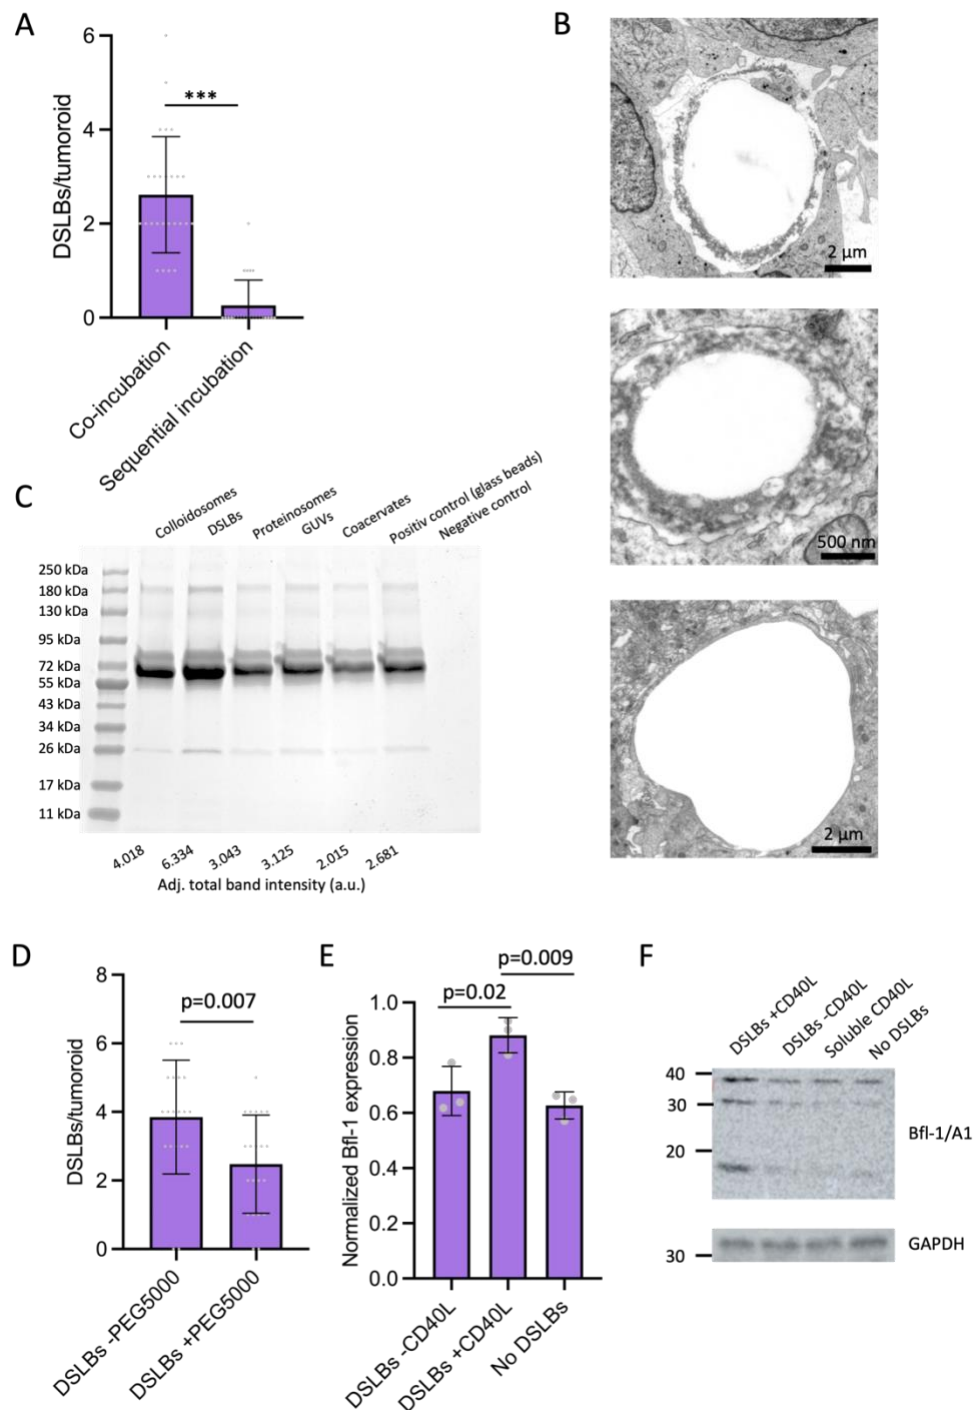 A
6
4
2
0
DSLBs/tumoroid
***
Co-incubation
Sequential incubation
B
2 µm
500 nm
2 µm
C
Colloidosomes
DSLBs
Proteinosomes
GUVs
Coacervates
Positiv control (glass beads)
Negative control
250 kDa
180 kDa
130 kDa
95 kDa
72 kDa
55 kDa
43 kDa
34 kDa
26 kDa
17 kDa
11 kDa
4.018
6.334
3.043
3.125
2.015
2.681
Adj. total band intensity (a.u.)
D
8
6
4
2
0
DSLBs/tumoroid
p=0.007
DSLBs -PEG5000
DSLBs +PEG5000
E
1.0
0.8
0.6
0.4
0.2
0.0
Normalized Bfl-1 expression
p=0.02
p=0.009
DSLBs -CD40L
DSLBs +CD40L
No DSLBs
F
DSLBs +CD40L
DSLBs -CD40L
Soluble CD40L
No DSLBs
40
30
20
Bfl-1/A1
30
GAPDH